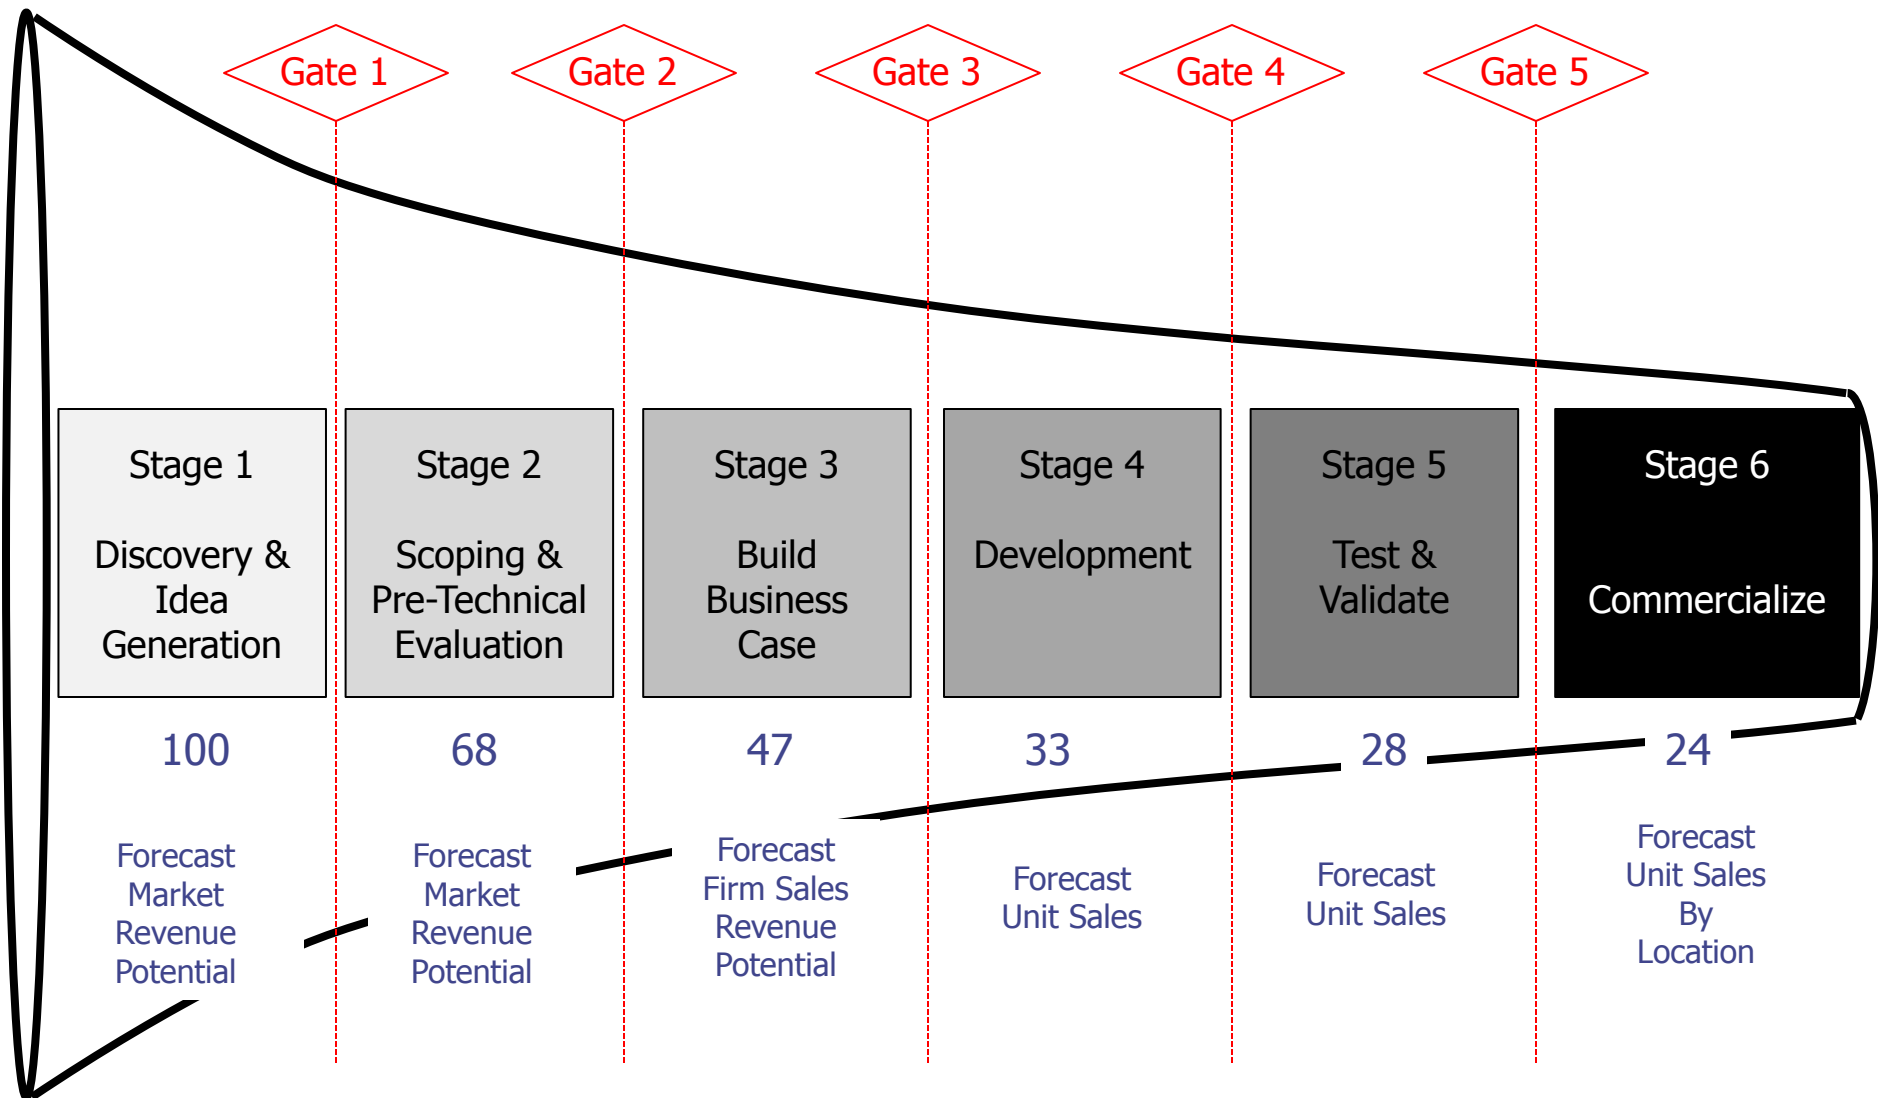 Gate 1
Gate 2
Gate 3
Gate 4
Gate 5
Stage 1
Discovery &
Idea
Generation
Stage 2
Scoping &
Pre-Technical
Evaluation
Stage 3
Build
Business
Case
Stage 4
Development
Stage 5
Test &
Validate
Stage 6
Commercialize
100
68
47
33
28
24
Forecast
Market
Revenue
Potential
Forecast
Market
Revenue
Potential
Forecast
Firm Sales
Revenue
Potential
Forecast
Unit Sales
Forecast
Unit Sales
Forecast
Unit Sales
By
Location